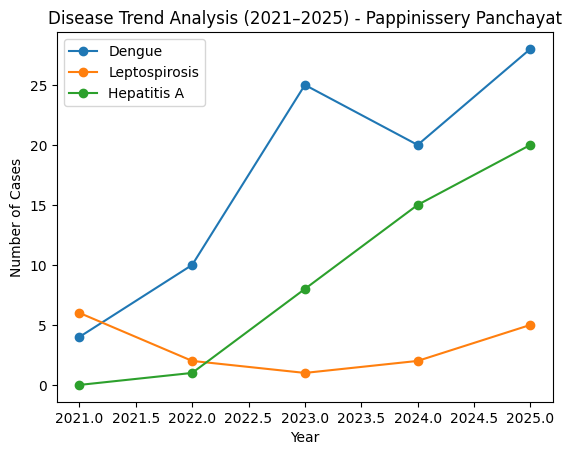 Disease Trend Analysis (2021–2025) - Pappinissery Panchayat
Dengue
Leptospirosis
Hepatitis A
Number of Cases
25
20
15
10
5
0
2021.0 2021.5 2022.0 2022.5 2023.0 2023.5 2024.0 2024.5 2025.0
Year